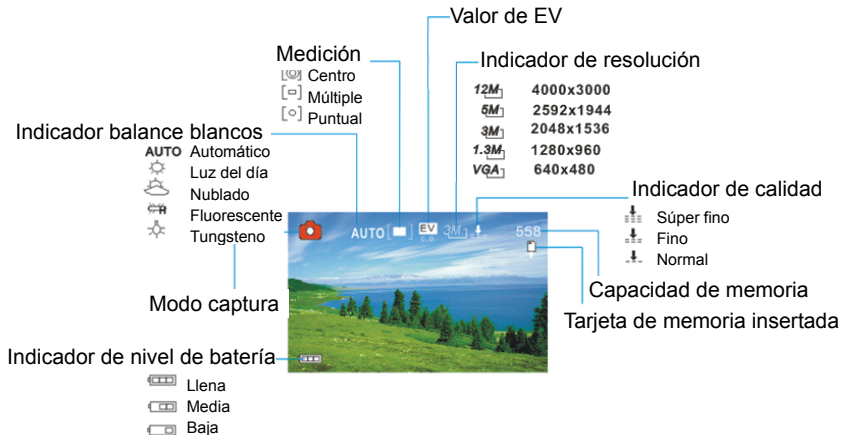 Valor de EV
Medición
Centro
Múltiple
Puntual
Indicador de resolución
12M 4000x3000
5M 2592x1944
3M 2048x1536
1.3M 1280x960
VGA 640x480
Indicador balance blancos
AUTO Automático
Luz del día
Nublado
Fluorescente
Tungsteno
Indicador de calidad
Súper fino
Fino
Normal
AUTO EV 3M 558
0.0
Modo captura
Capacidad de memoria
Tarjeta de memoria insertada
Indicador de nivel de batería
Llena
Media
Baja